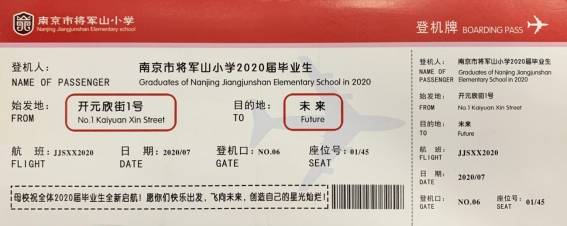 南京市将军山小学
Nanjing Jiangjunshan Elementary school
登机牌 BOARDING PASS
登机人: 南京市将军山小学2020届毕业生
NAME OF PASSENGER Graduates of Nanjing Jiangjunshan Elementary School in 2020
始发地: 开元欣街1号 目的地: 未来
FROM No.1 Kaiyuan Xin Street TO Future
航 班: JJSXX2020 日 期: 2020/07 登机口: NO.06 座位号: 01/45
FLIGHT DATE GATE SEAT
母校祝全体2020届毕业生全新启航!愿你们快乐出发,飞向未来,创造自己的星光灿烂!
登机人: 南京市将军山小学2020届毕业生
NAME OF Graduates of Nanjing Jiangjunshan
PASSENGER Elementary School in 2020
始发地: 开元欣街1号
FROM No.1 Kaiyuan Xin Street
目的地: 未来
TO Future
航 班: JJSXX2020
FLIGHT
日 期: 2020/07
DATE
登机口: NO.06 座位号: 01/45
GATE SEAT